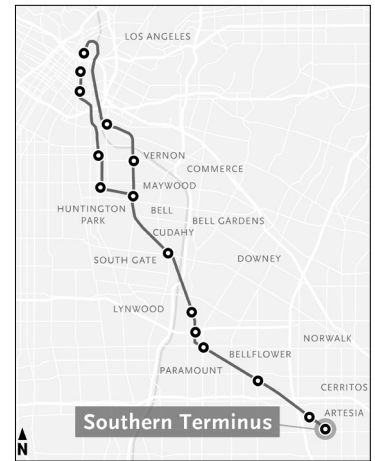 LOS ANGELES
VERNON
COMMERCE
MAYWOOD
HUNTINGTON
PARK
BELL
BELL GARDENS
CUDAHY
SOUTH GATE
DOWNEY
LYNWOOD
NORWALK
BELLFLOWER
PARAMOUNT
CERRITOS
ARTESIA
Southern Terminus
N